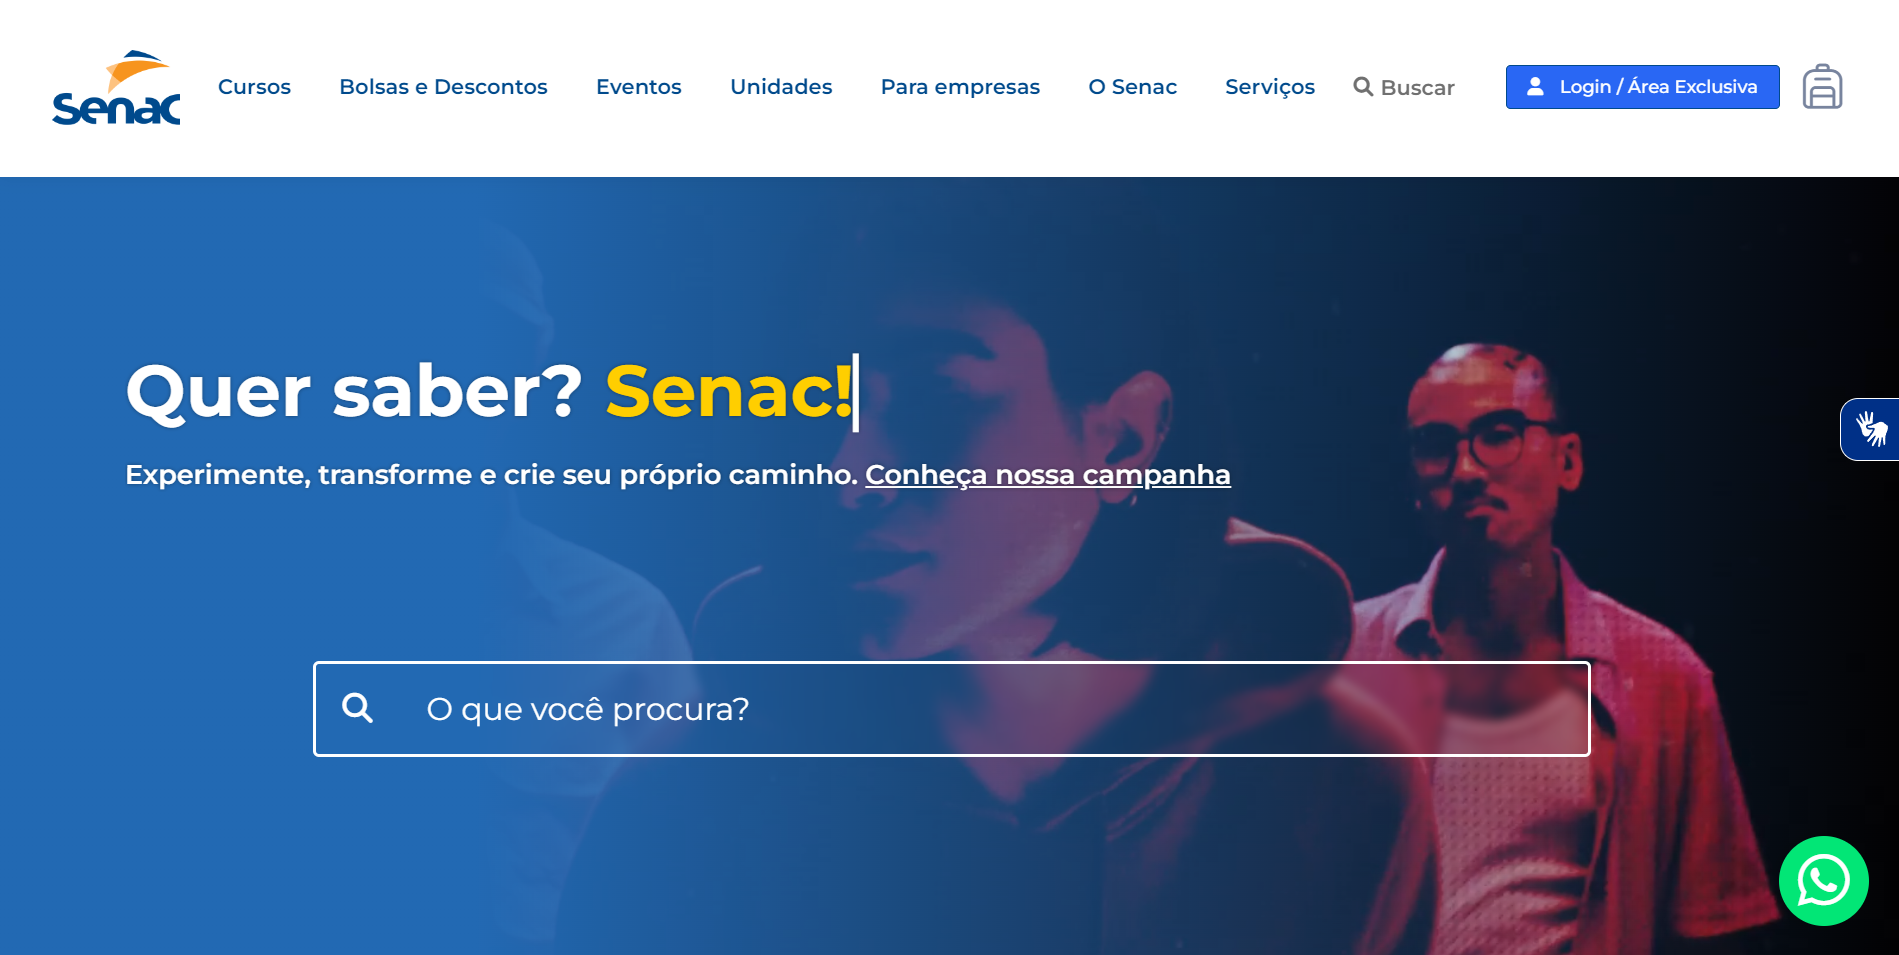 Senac
Cursos
Bolsas e Descontos
Eventos
Unidades
Para empresas
O Senac
Serviços
Buscar
Login / Área Exclusiva
Quer saber? Senac!
Experimente, transforme e crie seu próprio caminho. Conheça nossa campanha
O que você procura?